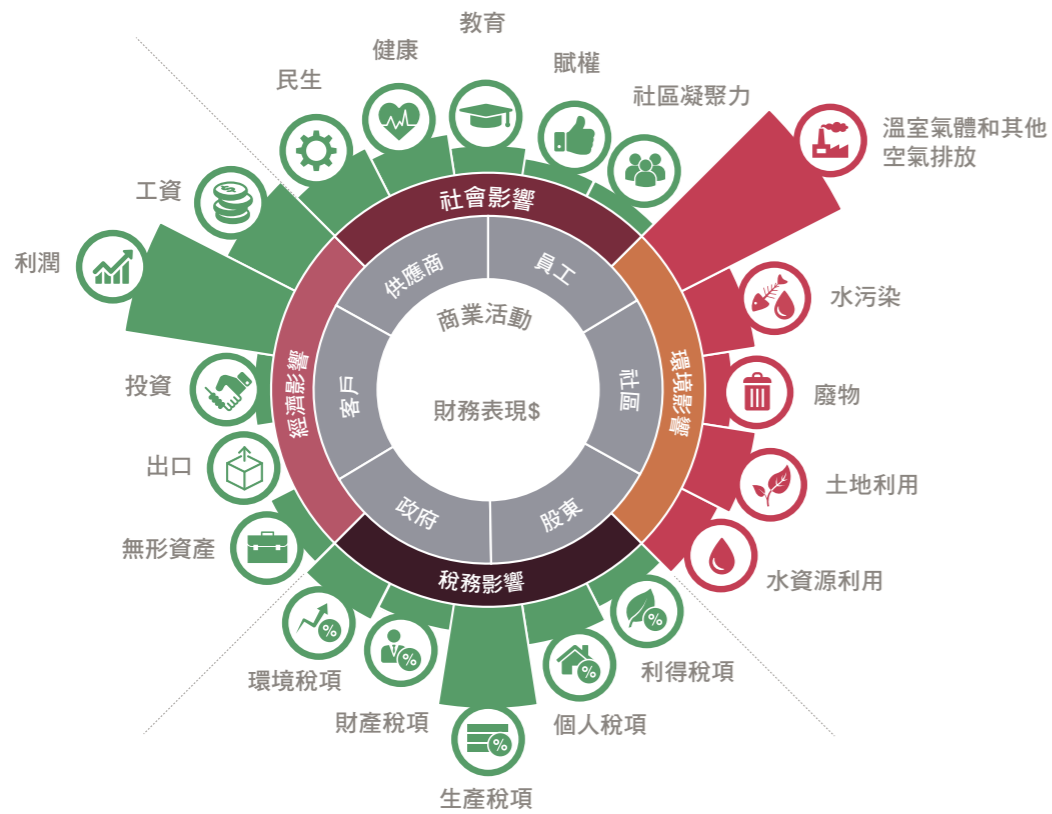 教育
健康
賦權
民生
社區凝聚力
溫室氣體和其他
空氣排放
工資
社會影響
利潤
供應商
員工
水污染
商業活動
投資
經濟影響
客戶
社區
環境影響
廢物
財務表現$
出口
土地利用
政府
股東
無形資產
稅務影響
水資源利用
%
%
%
%
%
環境稅項
利得稅項
財產稅項
個人稅項
生產稅項